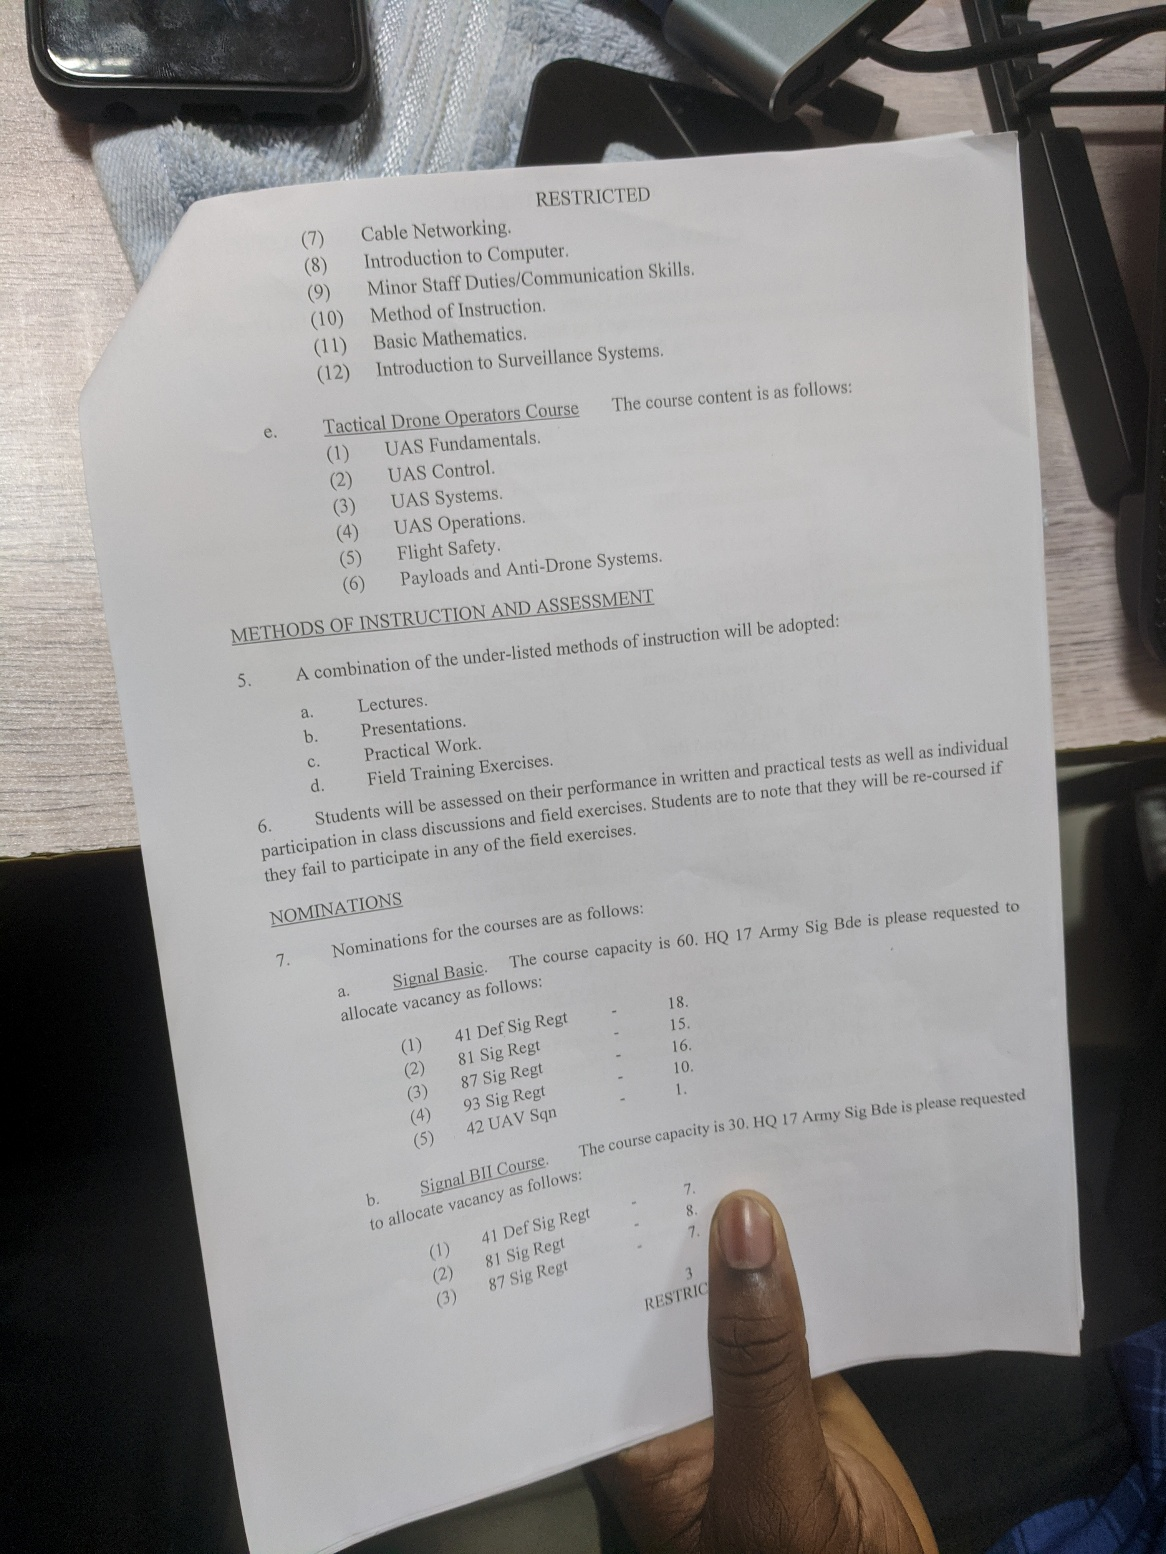 RESTRICTED
(7) Cable Networking.
(8) Introduction to Computer.
(9) Minor Staff Duties/Communication Skills.
(10) Method of Instruction.
(11) Basic Mathematics.
(12) Introduction to Surveillance Systems.
e. Tactical Drone Operators Course The course content is as follows:
(1) UAS Fundamentals.
(2) UAS Control.
(3) UAS Systems.
(4) UAS Operations.
(5) Flight Safety.
(6) Payloads and Anti-Drone Systems.
METHODS OF INSTRUCTION AND ASSESSMENT
5. A combination of the under-listed methods of instruction will be adopted:
a. Lectures.
b. Presentations.
c. Practical Work.
d. Field Training Exercises.
6. Students will be assessed on their performance in written and practical tests as well as individual
participation in class discussions and field exercises. Students are to note that they will be re-coursed if
they fail to participate in any of the field exercises.
NOMINATIONS
7. Nominations for the courses are as follows:
a. Signal Basic. The course capacity is 60. HQ 17 Army Sig Bde is please requested to
allocate vacancy as follows:
(1) 41 Def Sig Regt - 18.
(2) 81 Sig Regt - 15.
(3) 87 Sig Regt - 16.
(4) 93 Sig Regt - 10.
(5) 42 UAV Sqn - 1.
b. Signal BII Course. The course capacity is 30. HQ 17 Army Sig Bde is please requested
to allocate vacancy as follows:
(1) 41 Def Sig Regt - 7.
(2) 81 Sig Regt - 8.
(3) 87 Sig Regt - 7.
3
RESTRIC